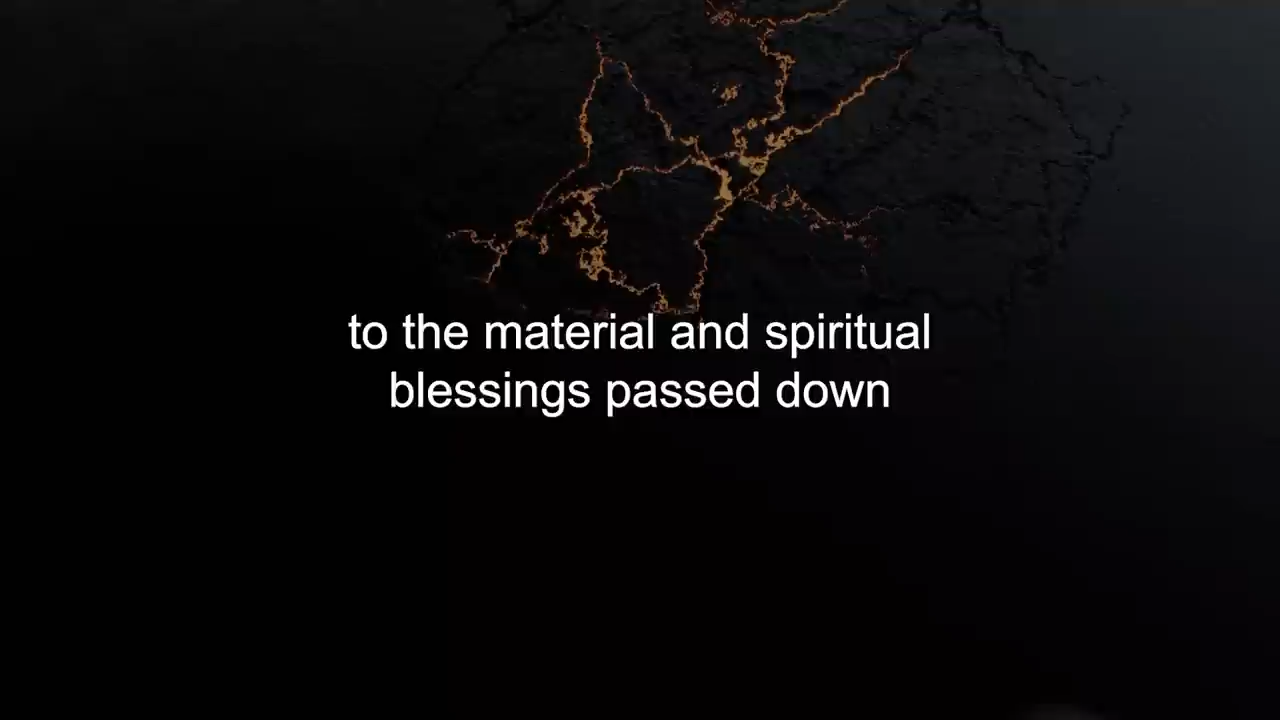 to the material and spiritual
blessings passed down